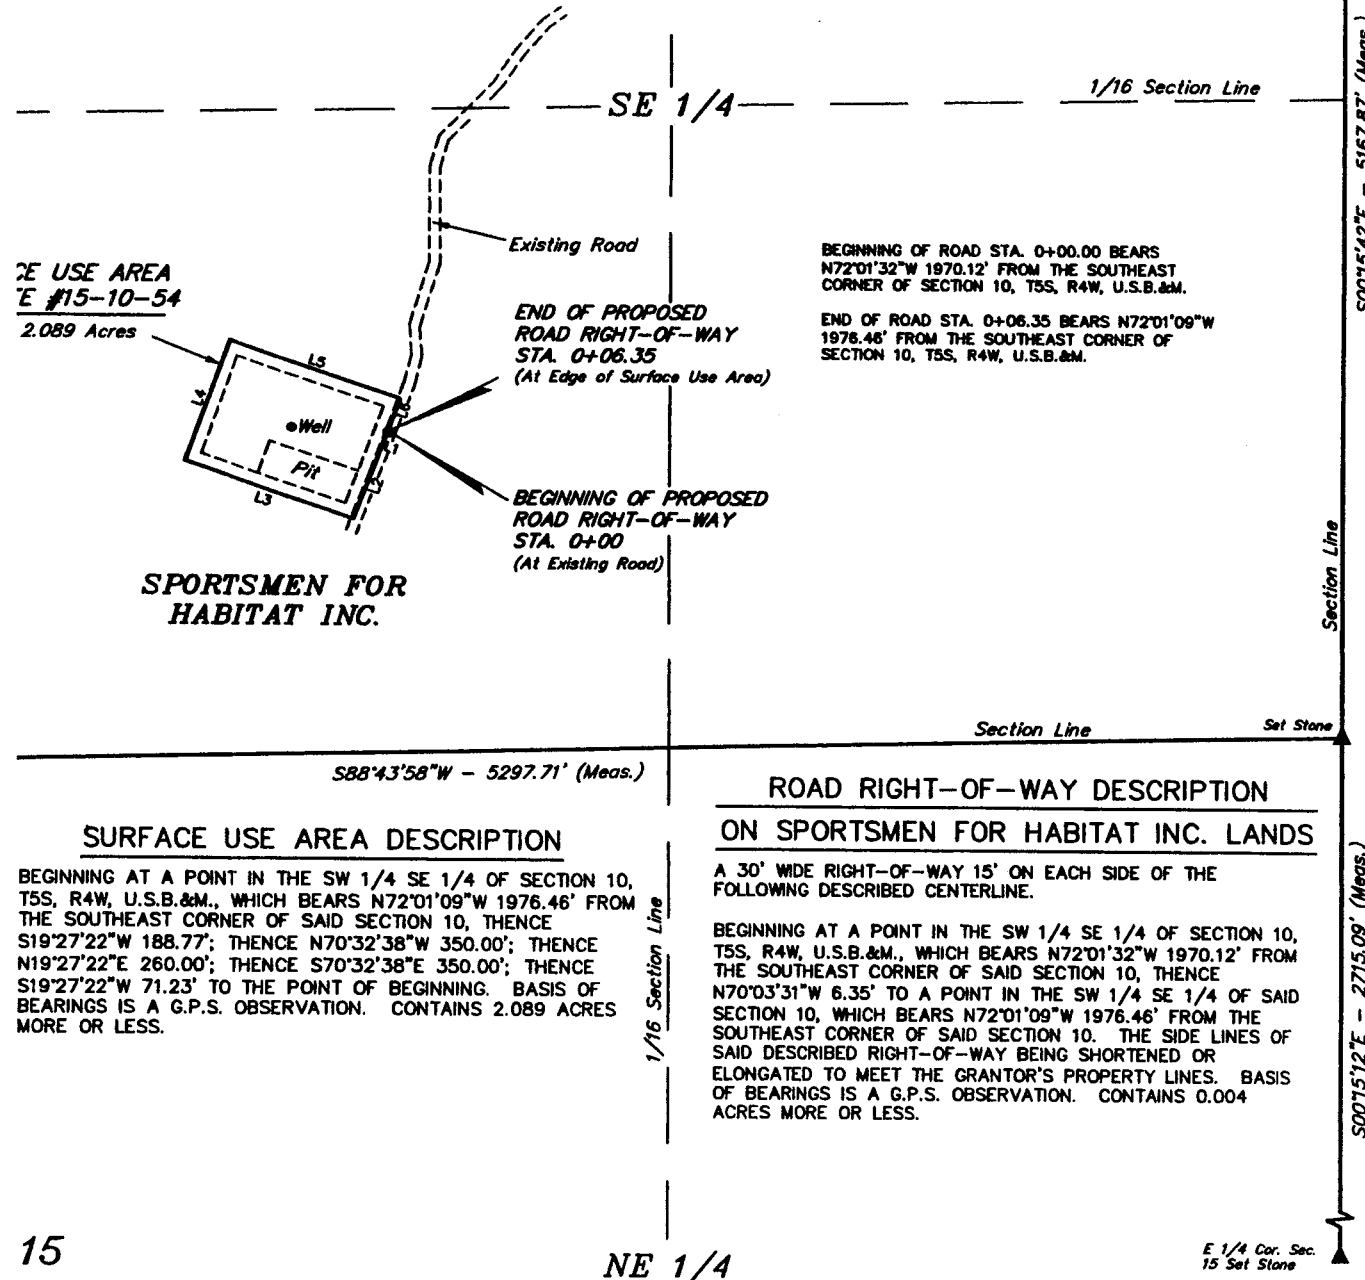 SE 1/4
1/16 Section Line
S00°15'42"E - 5167.87' (Meas.)
Existing Road
CE USE AREA
E #15-10-54
2.089 Acres
BEGINNING OF ROAD STA. 0+00.00 BEARS
N72°01'32"W 1970.12' FROM THE SOUTHEAST
CORNER OF SECTION 10, T5S, R4W, U.S.B.&M.
END OF ROAD STA. 0+06.35 BEARS N72°01'09"W
1976.46' FROM THE SOUTHEAST CORNER OF
SECTION 10, T5S, R4W, U.S.B.&M.
END OF PROPOSED
ROAD RIGHT-OF-WAY
STA. 0+06.35
(At Edge of Surface Use Area)
L5
L4
L6
L1
Well
Pit
L2
L3
BEGINNING OF PROPOSED
ROAD RIGHT-OF-WAY
STA. 0+00
(At Existing Road)
SPORTSMEN FOR
HABITAT INC.
Section Line
Section Line
Set Stone
S88°43'58"W - 5297.71' (Meas.)
SURFACE USE AREA DESCRIPTION
BEGINNING AT A POINT IN THE SW 1/4 SE 1/4 OF SECTION 10,
T5S, R4W, U.S.B.&M., WHICH BEARS N72°01'09"W 1976.46' FROM
THE SOUTHEAST CORNER OF SAID SECTION 10, THENCE
S19°27'22"W 188.77'; THENCE N70°32'38"W 350.00'; THENCE
N19°27'22"E 260.00'; THENCE S70°32'38"E 350.00'; THENCE
S19°27'22"W 71.23' TO THE POINT OF BEGINNING. BASIS OF
BEARINGS IS A G.P.S. OBSERVATION. CONTAINS 2.089 ACRES
MORE OR LESS.
1/16 Section Line
ROAD RIGHT-OF-WAY DESCRIPTION
ON SPORTSMEN FOR HABITAT INC. LANDS
A 30' WIDE RIGHT-OF-WAY 15' ON EACH SIDE OF THE
FOLLOWING DESCRIBED CENTERLINE.
BEGINNING AT A POINT IN THE SW 1/4 SE 1/4 OF SECTION 10,
T5S, R4W, U.S.B.&M., WHICH BEARS N72°01'32"W 1970.12' FROM
THE SOUTHEAST CORNER OF SAID SECTION 10, THENCE
N70°03'31"W 6.35' TO A POINT IN THE SW 1/4 SE 1/4 OF SAID
SECTION 10, WHICH BEARS N72°01'09"W 1976.46' FROM THE
SOUTHEAST CORNER OF SAID SECTION 10. THE SIDE LINES OF
SAID DESCRIBED RIGHT-OF-WAY BEING SHORTENED OR
ELONGATED TO MEET THE GRANTOR'S PROPERTY LINES. BASIS
OF BEARINGS IS A G.P.S. OBSERVATION. CONTAINS 0.004
ACRES MORE OR LESS.
S00°15'12"E - 2715.09' (Meas.)
15
NE 1/4
E 1/4 Cor. Sec.
15 Set Stone